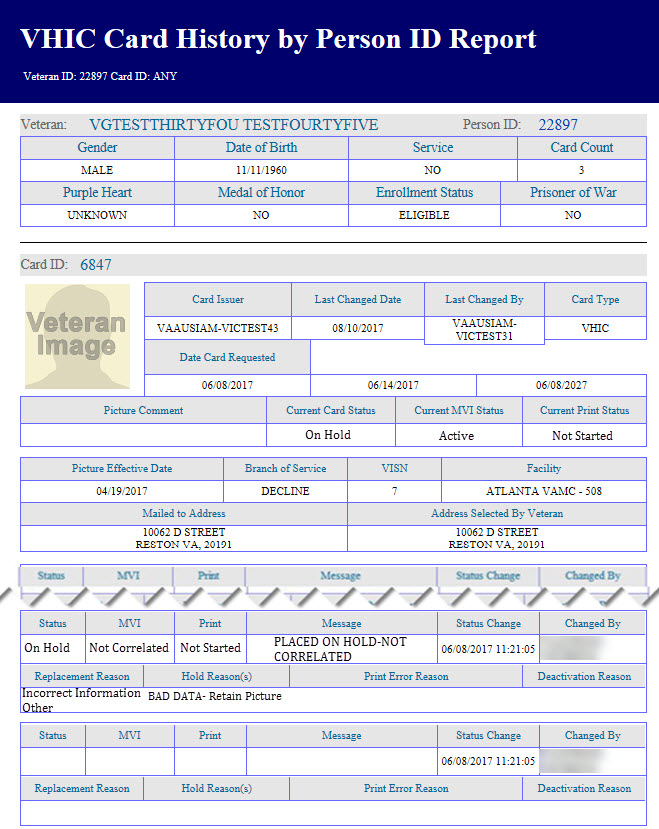 VHIC Card History by Person ID Report
Veteran ID: 22897 Card ID: ANY
Veteran: VGTESTTHIRTYFOU TESTFOURTYFIVE Person ID: 22897
Gender Date of Birth Service Card Count
MALE 11/11/1960 NO 3
Purple Heart Medal of Honor Enrollment Status Prisoner of War
UNKNOWN NO ELIGIBLE NO
Card ID: 6847
Veteran
Image
Card Issuer Last Changed Date Last Changed By Card Type
VAAUSIAM-VICTEST43 08/10/2017 VAAUSIAM-
VICTEST31 VHIC
Date Card Requested
06/08/2017 06/14/2017 06/08/2027
Picture Comment Current Card Status Current MVI Status Current Print Status
On Hold Active Not Started
Picture Effective Date Branch of Service VISN Facility
04/19/2017 DECLINE 7 ATLANTA VAMC - 508
Mailed to Address Address Selected By Veteran
10062 D STREET 10062 D STREET
RESTON VA, 20191 RESTON VA, 20191
Status MVI Print Message Status Change Changed By
Status MVI Print Message Status Change Changed By
On Hold Not Correlated Not Started PLACED ON HOLD-NOT
CORRELATED 06/08/2017 11:21:05
Replacement Reason Hold Reason(s) Print Error Reason Deactivation Reason
Incorrect Information BAD DATA- Retain Picture
Other
Status MVI Print Message Status Change Changed By
06/08/2017 11:21:05
Replacement Reason Hold Reason(s) Print Error Reason Deactivation Reason